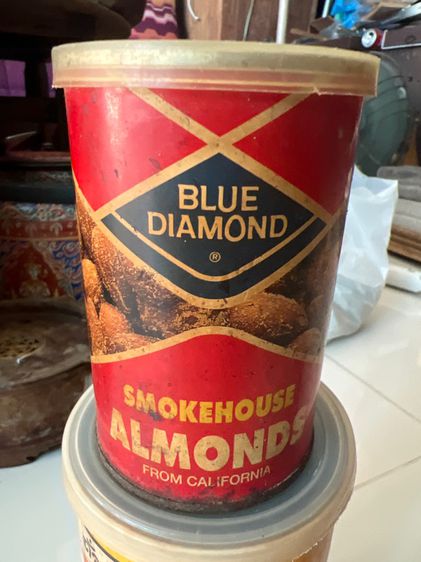 BLUE
DIAMOND
®
SMOKEHOUSE
ALMONDS
FROM CALIFORNIA